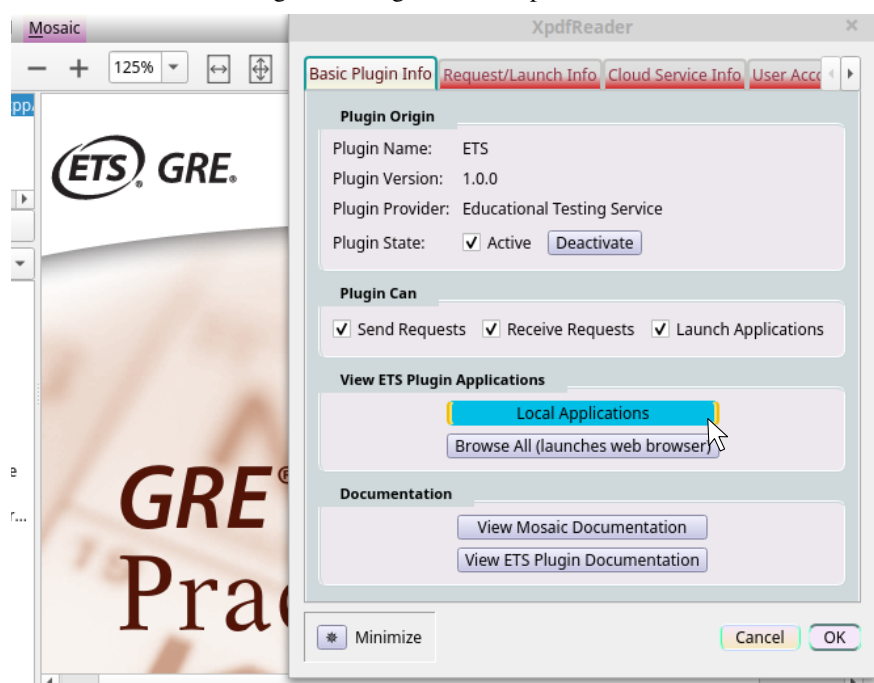 Mosaic
XpdfReader
125%
Basic Plugin Info Request/Launch Info Cloud Service Info User Acco
Plugin Origin
Plugin Name: ETS
Plugin Version: 1.0.0
Plugin Provider: Educational Testing Service
Plugin State: Active Deactivate
Plugin Can
Send Requests Receive Requests Launch Applications
View ETS Plugin Applications
Local Applications
Browse All (launches web browser)
Documentation
View Mosaic Documentation
View ETS Plugin Documentation
Minimize Cancel OK
ETS® GRE®
GRE®
Prac